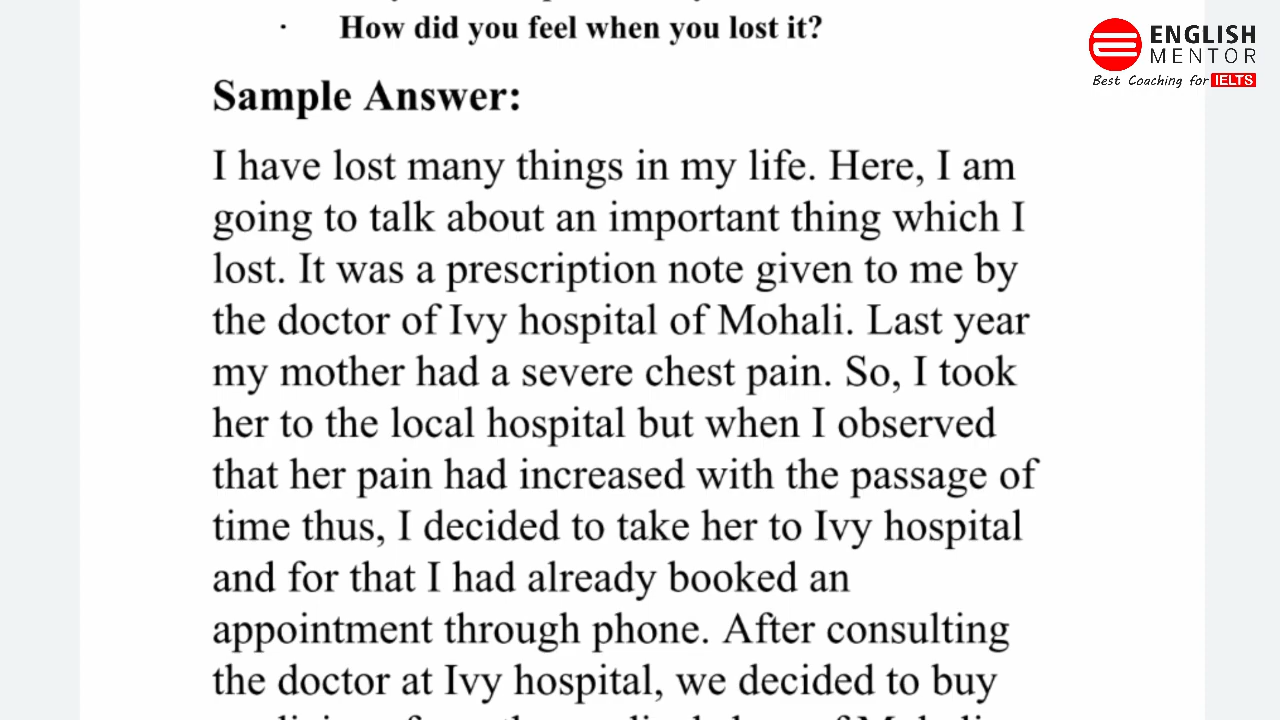 · How did you feel when you lost it?
ENGLISH
MENTOR
Best Coaching for IELTS
Sample Answer:
I have lost many things in my life. Here, I am
going to talk about an important thing which I
lost. It was a prescription note given to me by
the doctor of Ivy hospital of Mohali. Last year
my mother had a severe chest pain. So, I took
her to the local hospital but when I observed
that her pain had increased with the passage of
time thus, I decided to take her to Ivy hospital
and for that I had already booked an
appointment through phone. After consulting
the doctor at Ivy hospital, we decided to buy